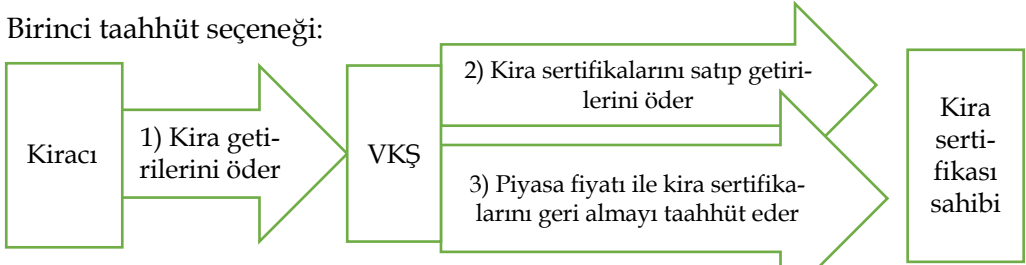 Birinci taahhüt seçeneği:
Kiracı
1) Kira geti-
rilerini öder
VKŞ
2) Kira sertifikalarını satıp getiri-
lerini öder
3) Piyasa fiyatı ile kira sertifika-
larını geri almayı taahhüt eder
Kira
serti-
fikası
sahibi